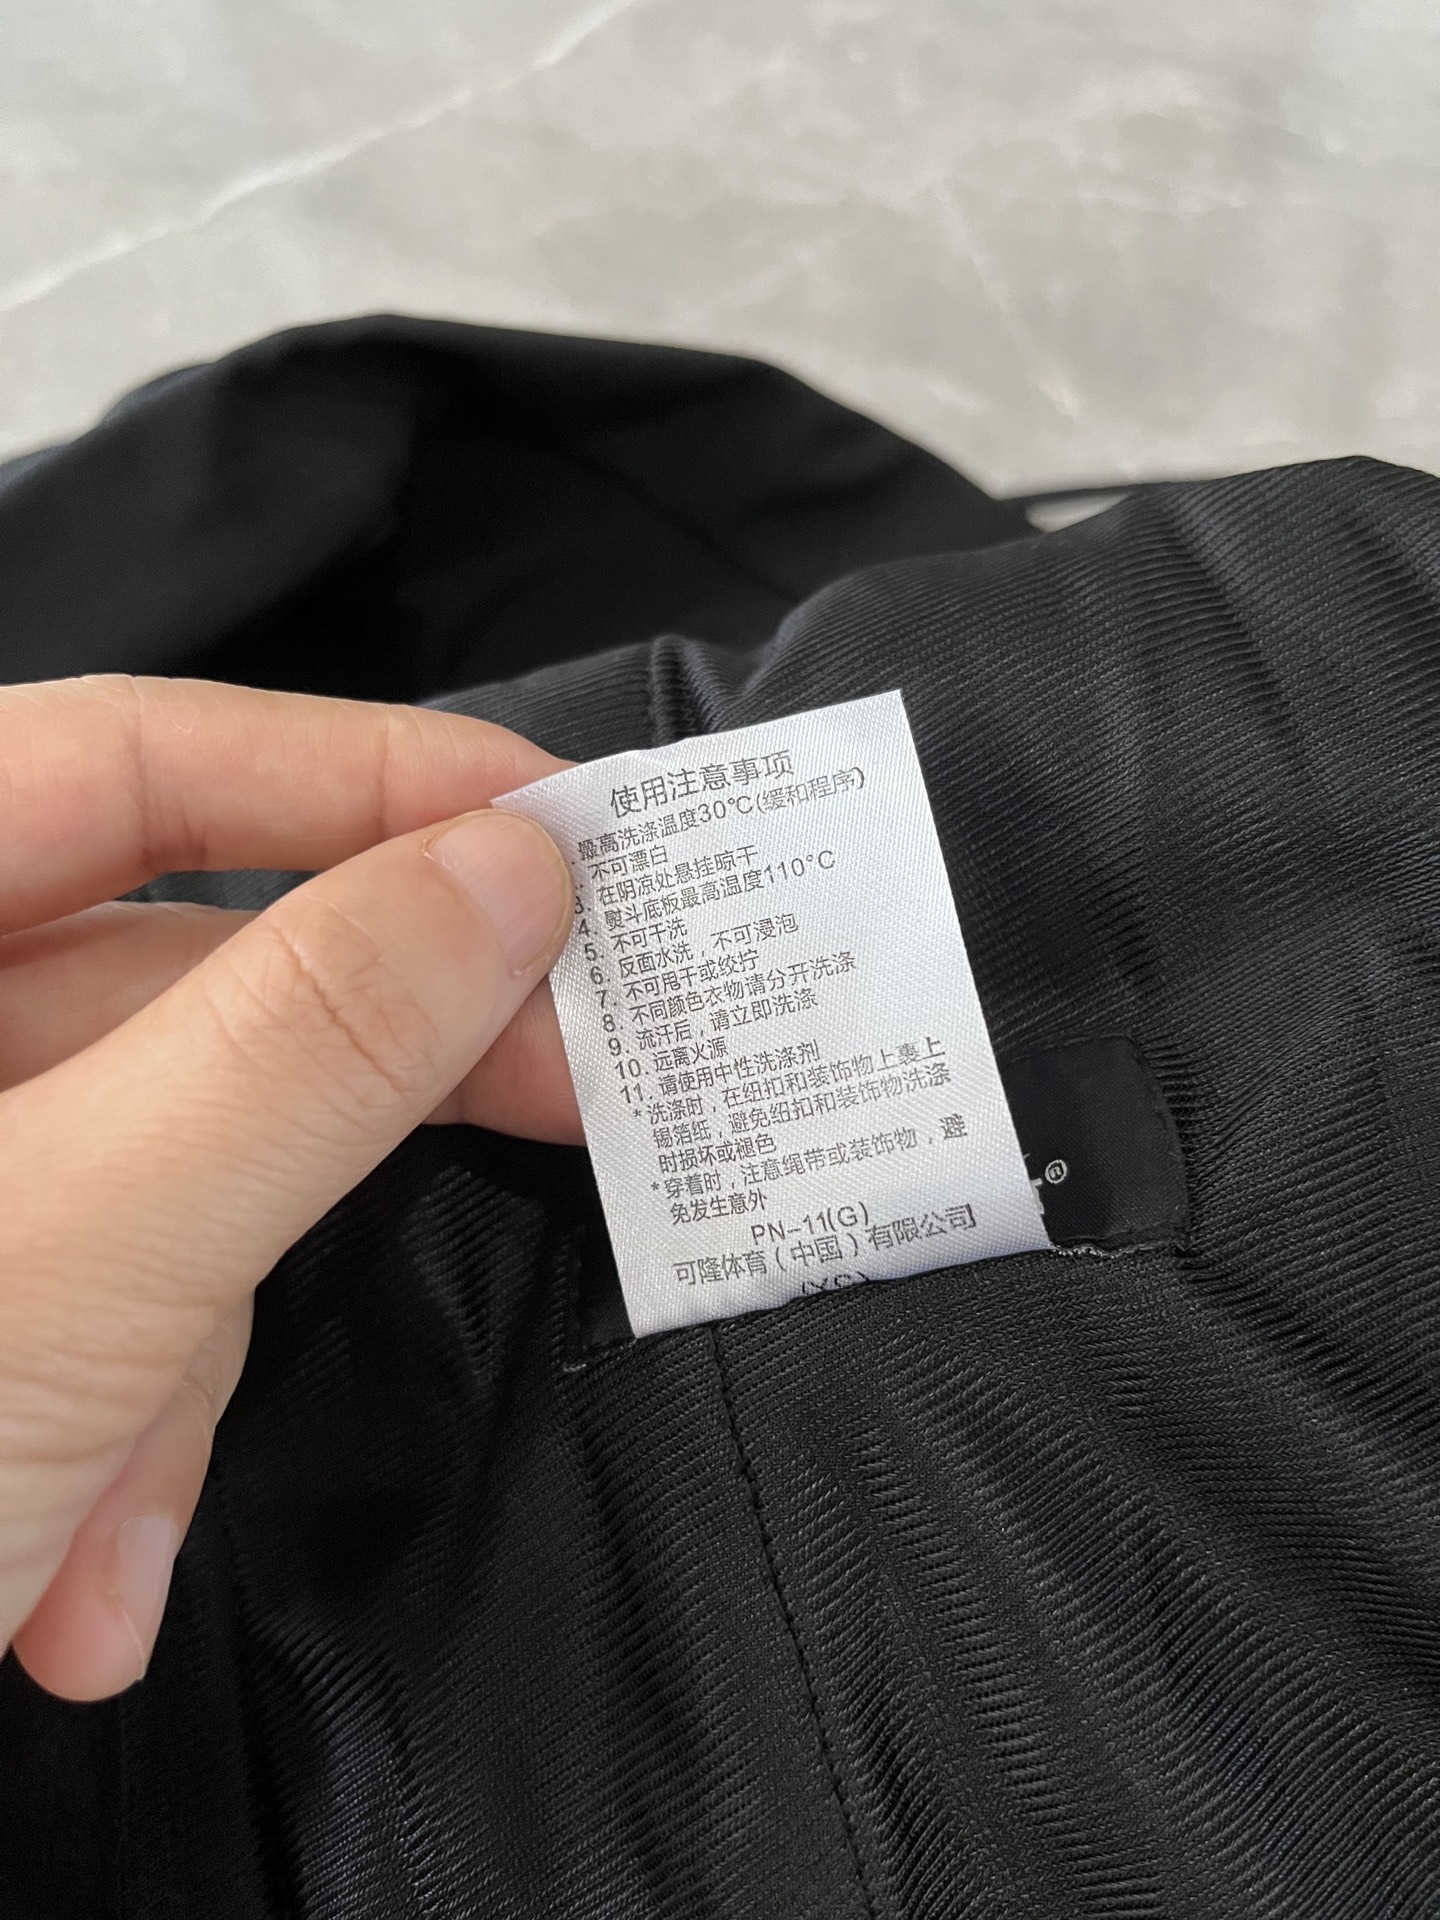 使用注意事项
最高洗涤温度30°C(缓和程序)
不可漂白
3. 在阴凉处悬挂晾干
4. 熨斗底板最高温度110°C
5. 不可干洗
6. 反面水洗，不可浸泡
7. 不可甩干或绞拧
8. 不同颜色衣物请分开洗涤
9. 流汗后，请立即洗涤
10. 远离火源
11. 请使用中性洗涤剂
*洗涤时，在纽扣和装饰物上裹上
锡箔纸，避免纽扣和装饰物洗涤
时损坏或褪色
*穿着时，注意绳带或装饰物，避
免发生意外
PN-11(G)
可隆体育（中国）有限公司
®